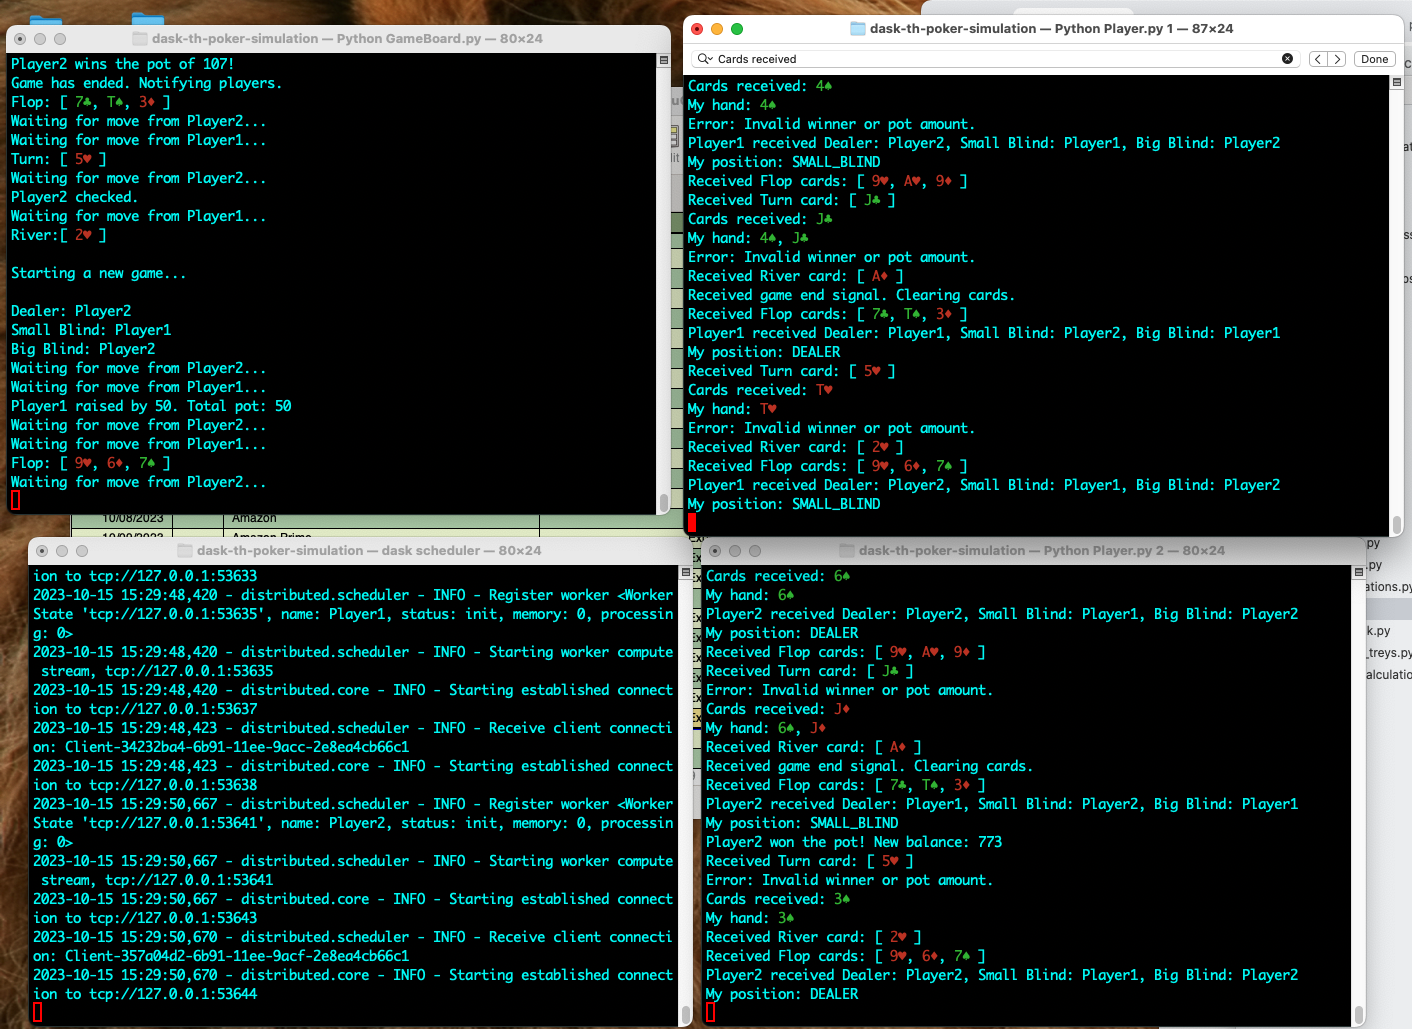 dask-th-poker-simulation — Python GameBoard.py — 80×24
Player2 wins the pot of 107!
Game has ended. Notifying players.
Flop: [ 7♣, T♠, 3♦ ]
Waiting for move from Player2...
Waiting for move from Player1...
Turn: [ 5♥ ]
Waiting for move from Player2...
Player2 checked.
Waiting for move from Player1...
River:[ 2♥ ]
Starting a new game...
Dealer: Player2
Small Blind: Player1
Big Blind: Player2
Waiting for move from Player2...
Waiting for move from Player1...
Player1 raised by 50. Total pot: 50
Waiting for move from Player2...
Waiting for move from Player1...
Flop: [ 9♥, 6♦, 7♠ ]
Waiting for move from Player2...
dask-th-poker-simulation — Python Player.py 1 — 87×24
Cards received
Done
Cards received: 4♠
My hand: 4♠
Error: Invalid winner or pot amount.
Player1 received Dealer: Player2, Small Blind: Player1, Big Blind: Player2
My position: SMALL_BLIND
Received Flop cards: [ 9♥, A♥, 9♦ ]
Received Turn card: [ J♣ ]
Cards received: J♣
My hand: 4♠, J♣
Error: Invalid winner or pot amount.
Received River card: [ A♦ ]
Received game end signal. Clearing cards.
Received Flop cards: [ 7♣, T♠, 3♦ ]
Player1 received Dealer: Player1, Small Blind: Player2, Big Blind: Player1
My position: DEALER
Received Turn card: [ 5♥ ]
Cards received: T♥
My hand: T♥
Error: Invalid winner or pot amount.
Received River card: [ 2♥ ]
Received Flop cards: [ 9♥, 6♦, 7♠ ]
Player1 received Dealer: Player2, Small Blind: Player1, Big Blind: Player2
My position: SMALL_BLIND
10/08/2023 Amazon
dask-th-poker-simulation — dask scheduler — 80×24
ion to tcp://127.0.0.1:53633
2023-10-15 15:29:48,420 - distributed.scheduler - INFO - Register worker <Worker
State 'tcp://127.0.0.1:53635', name: Player1, status: init, memory: 0, processin
g: 0>
2023-10-15 15:29:48,420 - distributed.scheduler - INFO - Starting worker compute
stream, tcp://127.0.0.1:53635
2023-10-15 15:29:48,420 - distributed.core - INFO - Starting established connect
ion to tcp://127.0.0.1:53637
2023-10-15 15:29:48,423 - distributed.scheduler - INFO - Receive client connecti
on: Client-34232ba4-6b91-11ee-9acc-2e8ea4cb66c1
2023-10-15 15:29:48,423 - distributed.core - INFO - Starting established connect
ion to tcp://127.0.0.1:53638
2023-10-15 15:29:50,667 - distributed.scheduler - INFO - Register worker <Worker
State 'tcp://127.0.0.1:53641', name: Player2, status: init, memory: 0, processin
g: 0>
2023-10-15 15:29:50,667 - distributed.scheduler - INFO - Starting worker compute
stream, tcp://127.0.0.1:53641
2023-10-15 15:29:50,667 - distributed.core - INFO - Starting established connect
ion to tcp://127.0.0.1:53643
2023-10-15 15:29:50,670 - distributed.scheduler - INFO - Receive client connecti
on: Client-357a04d2-6b91-11ee-9acf-2e8ea4cb66c1
2023-10-15 15:29:50,670 - distributed.core - INFO - Starting established connect
ion to tcp://127.0.0.1:53644
dask-th-poker-simulation — Python Player.py 2 — 80×24
Cards received: 6♠
My hand: 6♠
Player2 received Dealer: Player2, Small Blind: Player1, Big Blind: Player2
My position: DEALER
Received Flop cards: [ 9♥, A♥, 9♦ ]
Received Turn card: [ J♣ ]
Error: Invalid winner or pot amount.
Cards received: J♦
My hand: 6♠, J♦
Received River card: [ A♦ ]
Received game end signal. Clearing cards.
Received Flop cards: [ 7♣, T♠, 3♦ ]
Player2 received Dealer: Player1, Small Blind: Player2, Big Blind: Player1
My position: SMALL_BLIND
Player2 won the pot! New balance: 773
Received Turn card: [ 5♥ ]
Error: Invalid winner or pot amount.
Cards received: 3♠
My hand: 3♠
Received River card: [ 2♥ ]
Received Flop cards: [ 9♥, 6♦, 7♠ ]
Player2 received Dealer: Player2, Small Blind: Player1, Big Blind: Player2
My position: DEALER
py
.py
ations.py
k.py
_treys.py
alculatio